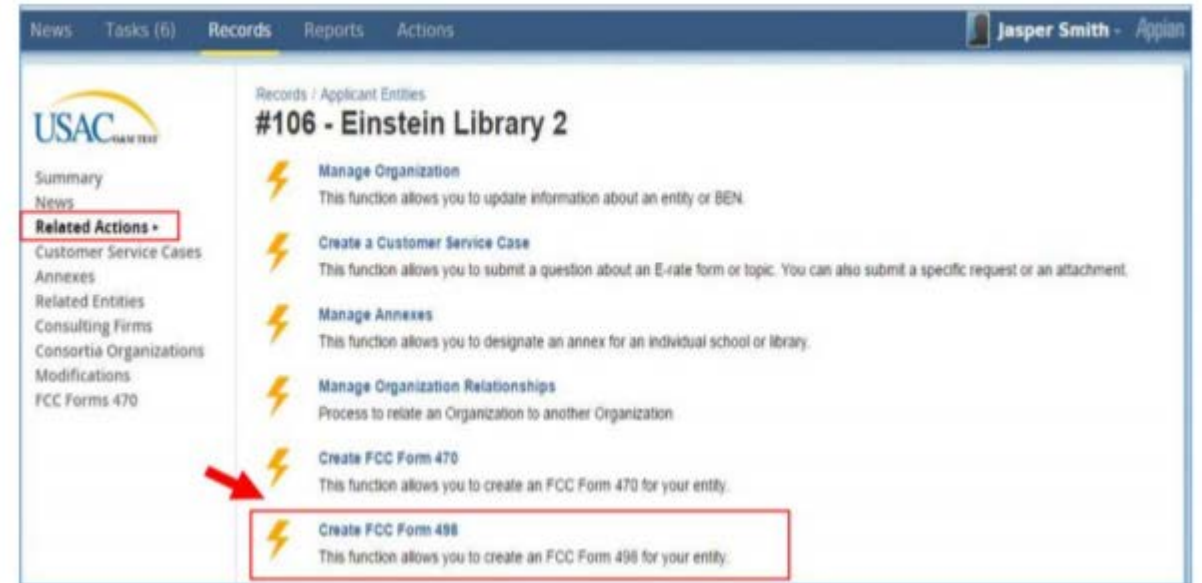 News Tasks (6) Records Reports Actions Jasper Smith - Appian
Records / Applicant Entities
#106 - Einstein Library 2
USAC
Summary
News
Related Actions
Customer Service Cases
Annexes
Related Entities
Consulting Firms
Consortia Organizations
Modifications
FCC Forms 470
Manage Organization
This function allows you to update information about an entity or BEN.
Create a Customer Service Case
This function allows you to submit a question about an E-rate form or topic. You can also submit a specific request or an attachment.
Manage Annexes
This function allows you to designate an annex for an individual school or library.
Manage Organization Relationships
Process to relate an Organization to another Organization
Create FCC Form 470
This function allows you to create an FCC Form 470 for your entity.
Create FCC Form 498
This function allows you to create an FCC Form 498 for your entity.